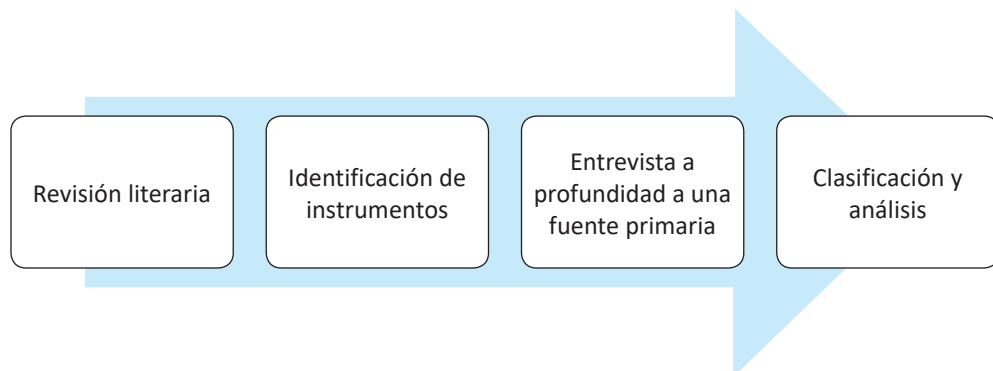 Revisión literaria
Identificación de
instrumentos
Entrevista a
profundidad a una
fuente primaria
Clasificación y
análisis